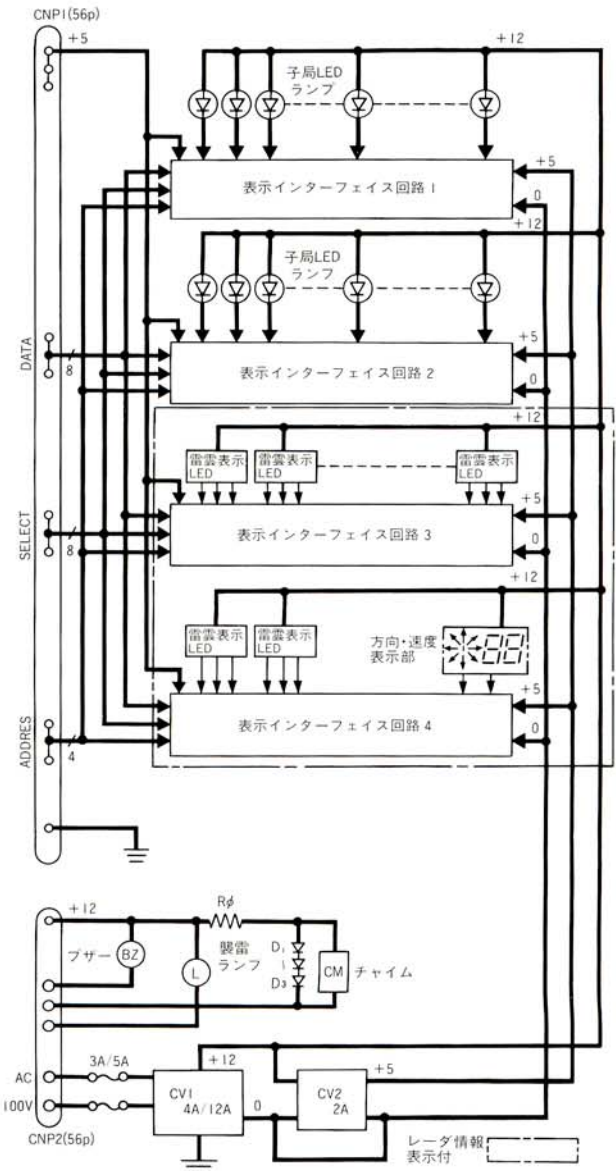 CNP1(56p)
+5
+12
子局LED
ランプ
表示インターフェイス回路1
+5
0
+12
子局LED
ランプ
DATA
8
表示インターフェイス回路2
+5
0
+12
雷雲表示
LED
雷雲表示
LED
雷雲表示
LED
SELECT
8
表示インターフェイス回路3
+5
0
+12
雷雲表示
LED
雷雲表示
LED
方向・速度
表示部
88
ADDRES
4
表示インターフェイス回路4
+5
0
+12
Rφ
ブザー
BZ
襲雷
ランプ
L
D1
D3
CM
チャイム
3A/5A
+12
+5
AC
100V
CV1
4A/12A
0
CV2
2A
CNP2(56p)
レーダ情報
表示付